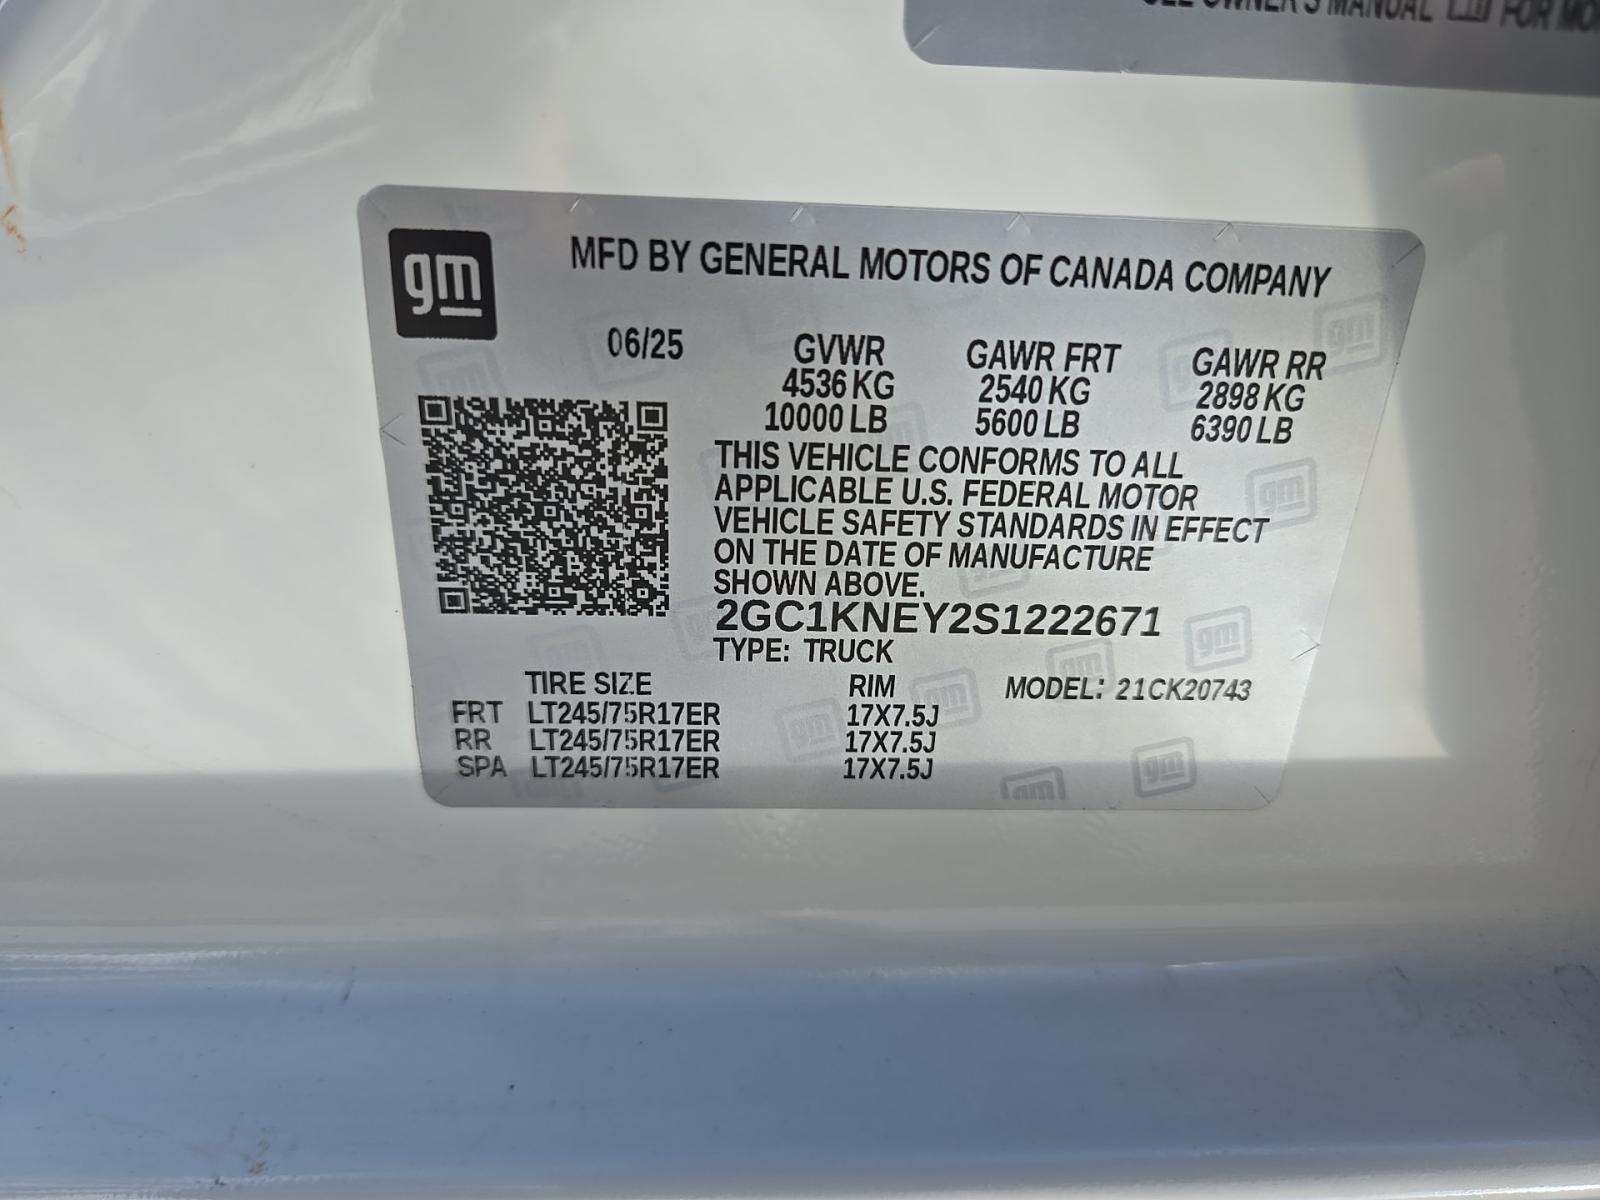 OWNER'S MANUAL FOR
gm
MFD BY GENERAL MOTORS OF CANADA COMPANY
06/25 GVWR GAWR FRT GAWR RR
4536 KG 2540 KG 2898 KG
10000 LB 5600 LB 6390 LB
THIS VEHICLE CONFORMS TO ALL
APPLICABLE U.S. FEDERAL MOTOR
VEHICLE SAFETY STANDARDS IN EFFECT
ON THE DATE OF MANUFACTURE
SHOWN ABOVE.
2GC1KNEY2S1222671
TYPE: TRUCK
TIRE SIZE RIM MODEL: 21CK20743
FRT LT245/75R17ER 17X7.5J
RR LT245/75R17ER 17X7.5J
SPA LT245/75R17ER 17X7.5J